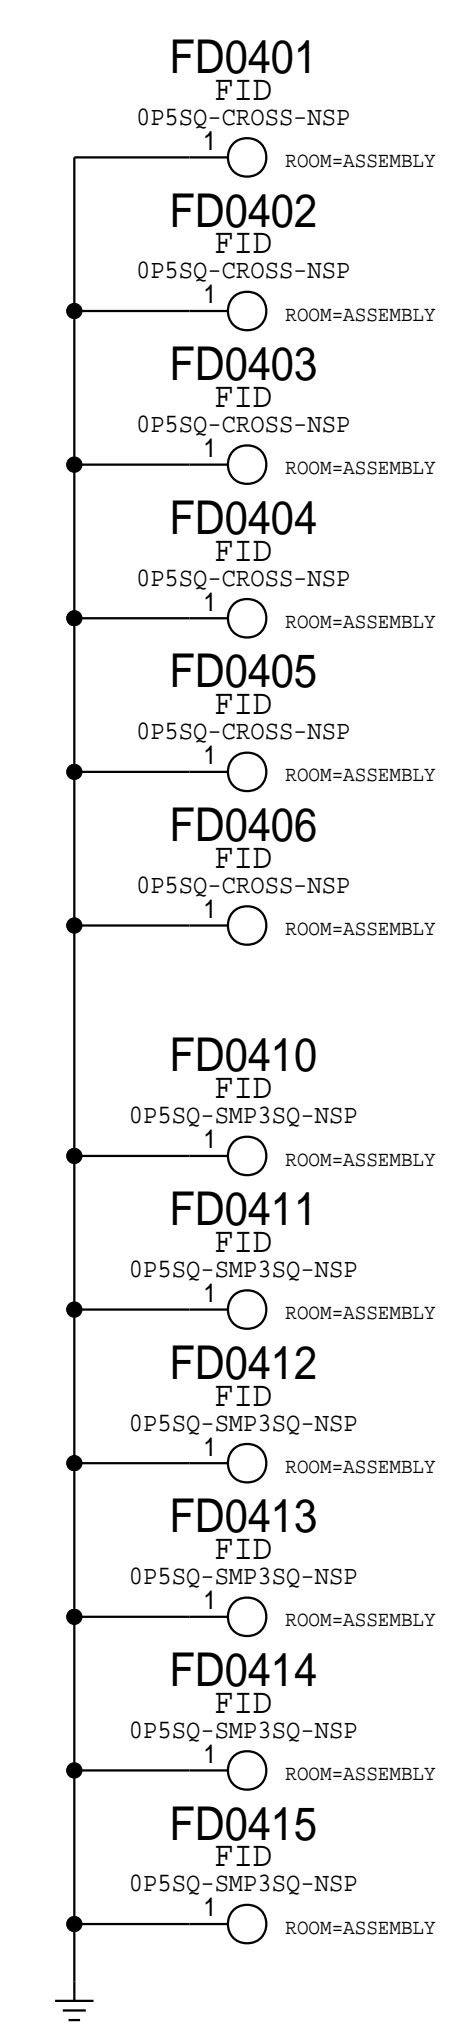 FD0401
FID
0P5SQ-CROSS-NSP
1
ROOM=ASSEMBLY
FD0402
FID
0P5SQ-CROSS-NSP
1
ROOM=ASSEMBLY
FD0403
FID
0P5SQ-CROSS-NSP
1
ROOM=ASSEMBLY
FD0404
FID
0P5SQ-CROSS-NSP
1
ROOM=ASSEMBLY
FD0405
FID
0P5SQ-CROSS-NSP
1
ROOM=ASSEMBLY
FD0406
FID
0P5SQ-CROSS-NSP
1
ROOM=ASSEMBLY
FD0410
FID
0P5SQ-SMP3SQ-NSP
1
ROOM=ASSEMBLY
FD0411
FID
0P5SQ-SMP3SQ-NSP
1
ROOM=ASSEMBLY
FD0412
FID
0P5SQ-SMP3SQ-NSP
1
ROOM=ASSEMBLY
FD0413
FID
0P5SQ-SMP3SQ-NSP
1
ROOM=ASSEMBLY
FD0414
FID
0P5SQ-SMP3SQ-NSP
1
ROOM=ASSEMBLY
FD0415
FID
0P5SQ-SMP3SQ-NSP
1
ROOM=ASSEMBLY